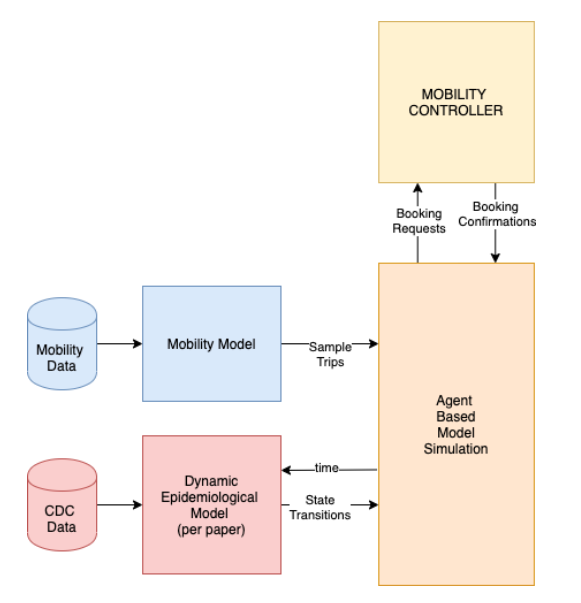 MOBILITY
CONTROLLER
Booking
Requests
Booking
Confirmations
Mobility
Data
Mobility Model
Sample
Trips
Agent
Based
Model
Simulation
CDC
Data
Dynamic
Epidemiological
Model
(per paper)
time
State
Transitions